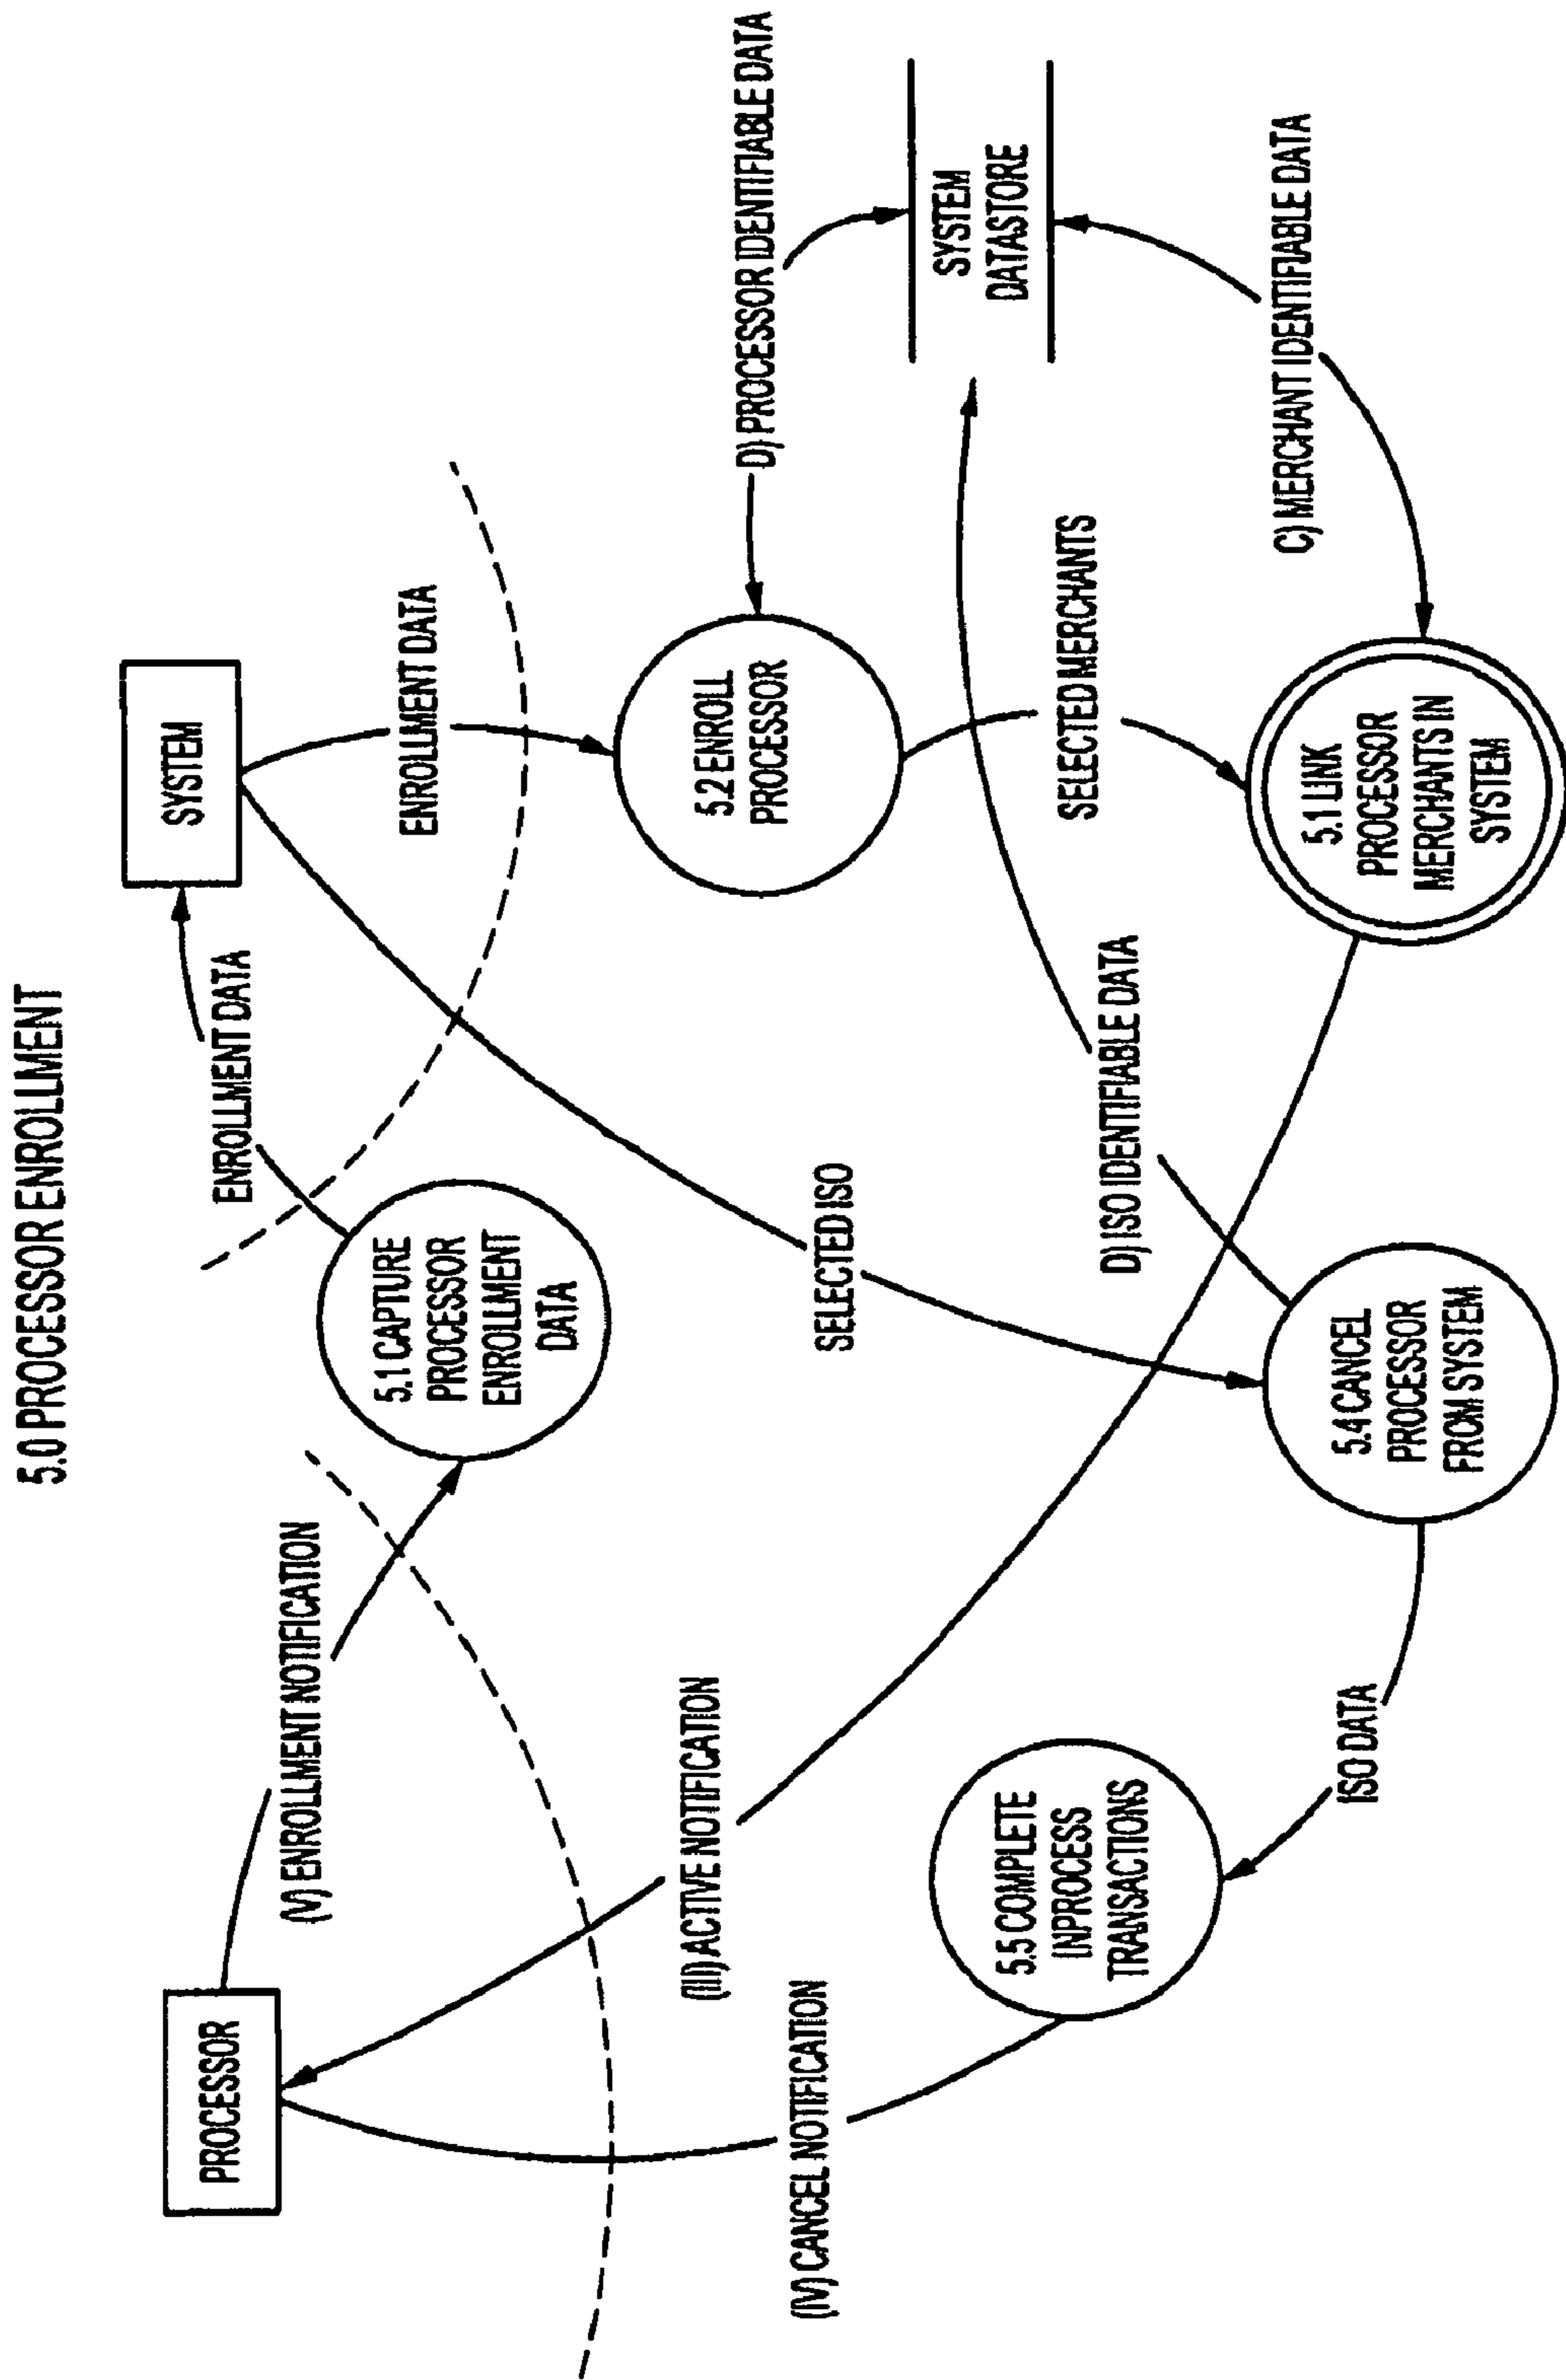 5.0 PROCESSOR ENROLLMENT
PROCESSOR
(V) ENROLLMENT NOTIFICATION
5.1 CAPTURE
PROCESSOR
ENROLLMENT
DATA
ENROLLMENT DATA
SYSTEM
ENROLLMENT DATA
5.2 ENROLL
PROCESSOR
D) PROCESSOR IDENTIFIABLE DATA
SYSTEM
DATASTORE
(III) ACTIVE NOTIFICATION
SELECTED ISO
SELECTED MERCHANTS
(IV) CANCEL NOTIFICATION
5.5 COMPLETE
INPROCESS
TRANSACTIONS
D) ISO IDENTIFIABLE DATA
C) MERCHANT IDENTIFIABLE DATA
ISO DATA
5.4 CANCEL
PROCESSOR
FROM SYSTEM
5.1 LINK
PROCESSOR
MERCHANTS IN
SYSTEM